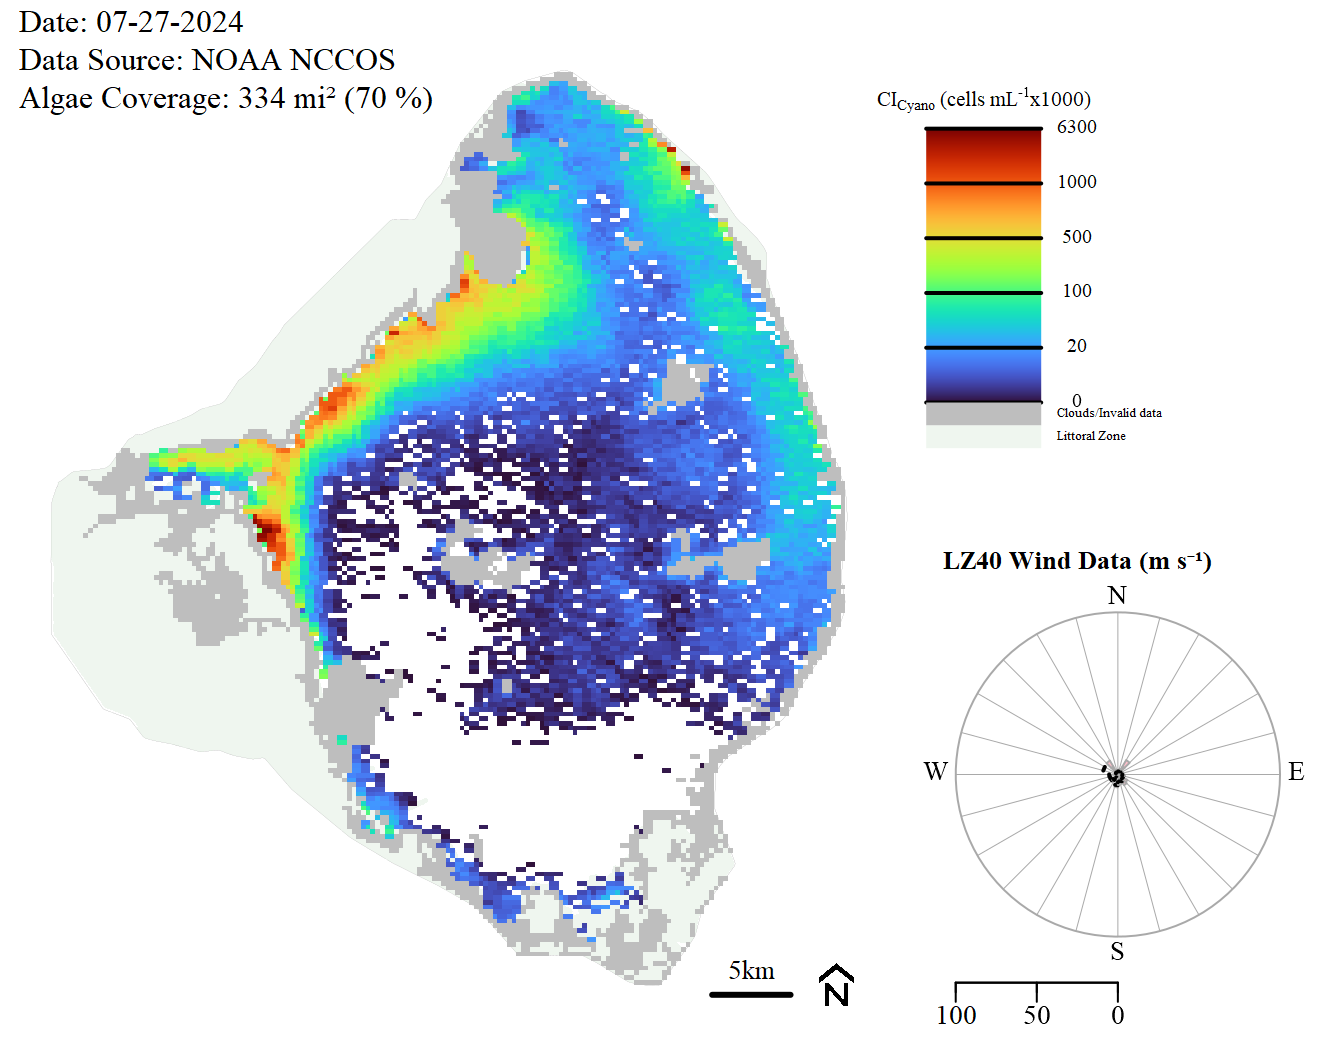 Date: 07-27-2024
Data Source: NOAA NCCOS
Algae Coverage: 334 mi² (70 %)
CICyano (cells mL-1x1000)
6300
1000
500
100
20
0
Clouds/Invalid data
Littoral Zone
LZ40 Wind Data (m s⁻¹)
N
W
E
S
5km
N
100 50 0